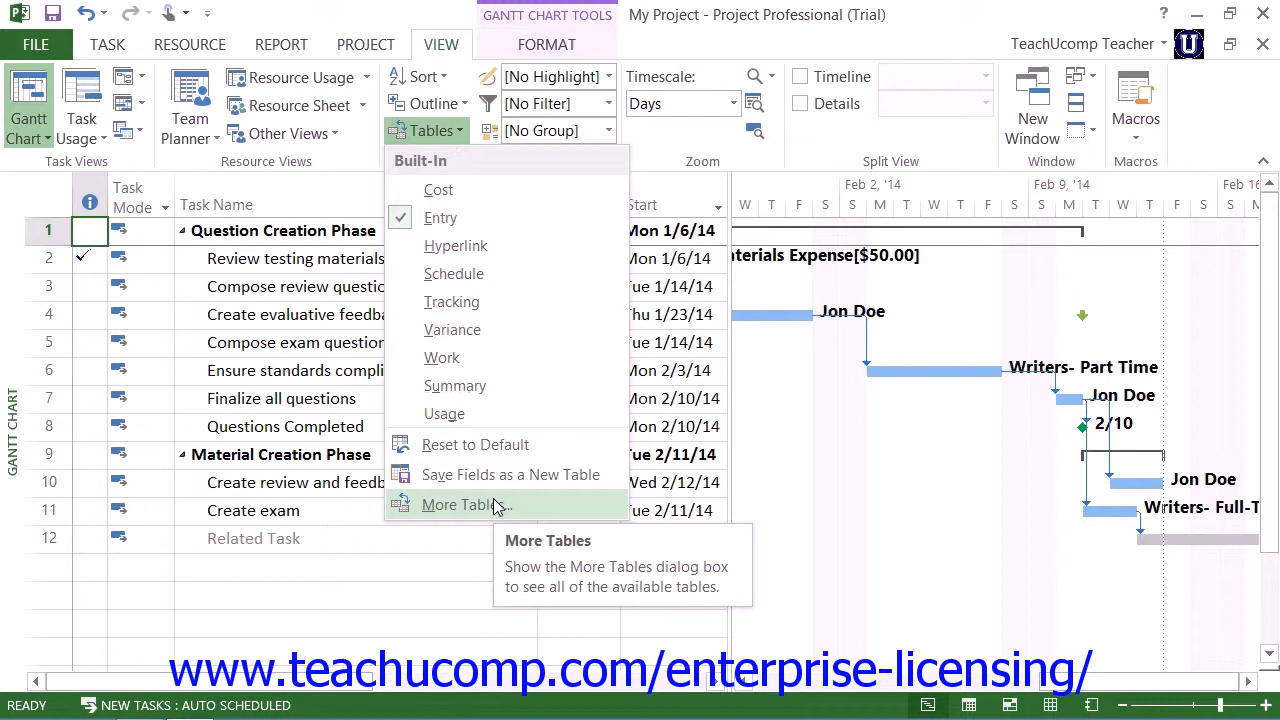 GANTT CHART TOOLS
My Project - Project Professional (Trial)
FILE TASK RESOURCE REPORT PROJECT VIEW FORMAT
TeachUcomp Teacher
Gantt Chart
Task Usage
Team Planner
Resource Usage
Resource Sheet
Other Views
Sort
Outline
Tables
[No Highlight]
[No Filter]
[No Group]
Timescale:
Days
Timeline
Details
New Window
Macros
Task Views
Resource Views
Zoom
Split View
Window
Macros
Built-In
Cost
Entry
Hyperlink
Schedule
Tracking
Variance
Work
Summary
Usage
Reset to Default
Save Fields as a New Table
More Tables...
More Tables
Show the More Tables dialog box
to see all of the available tables.
Task Mode
Task Name
Start
Feb 2, '14 Feb 9, '14 Feb 16
W T F S S M T W T F S S M T W T F S S M
1 Question Creation Phase Mon 1/6/14
2 Review testing materials Mon 1/6/14
3 Compose review questic Tue 1/14/14
4 Create evaluative feedba Thu 1/23/14
5 Compose exam question Tue 1/14/14
6 Ensure standards compli Mon 2/3/14
7 Finalize all questions Mon 2/10/14
8 Questions Completed Mon 2/10/14
9 Material Creation Phase Tue 2/11/14
10 Create review and feedb Wed 2/12/14
11 Create exam Tue 2/11/14
12 Related Task
GANTT CHART
terials Expense[$50.00]
Jon Doe
Writers- Part Time
Jon Doe
2/10
Jon Doe
Writers- Full-T
www.teachucomp.com/enterprise-licensing/
READY NEW TASKS : AUTO SCHEDULED